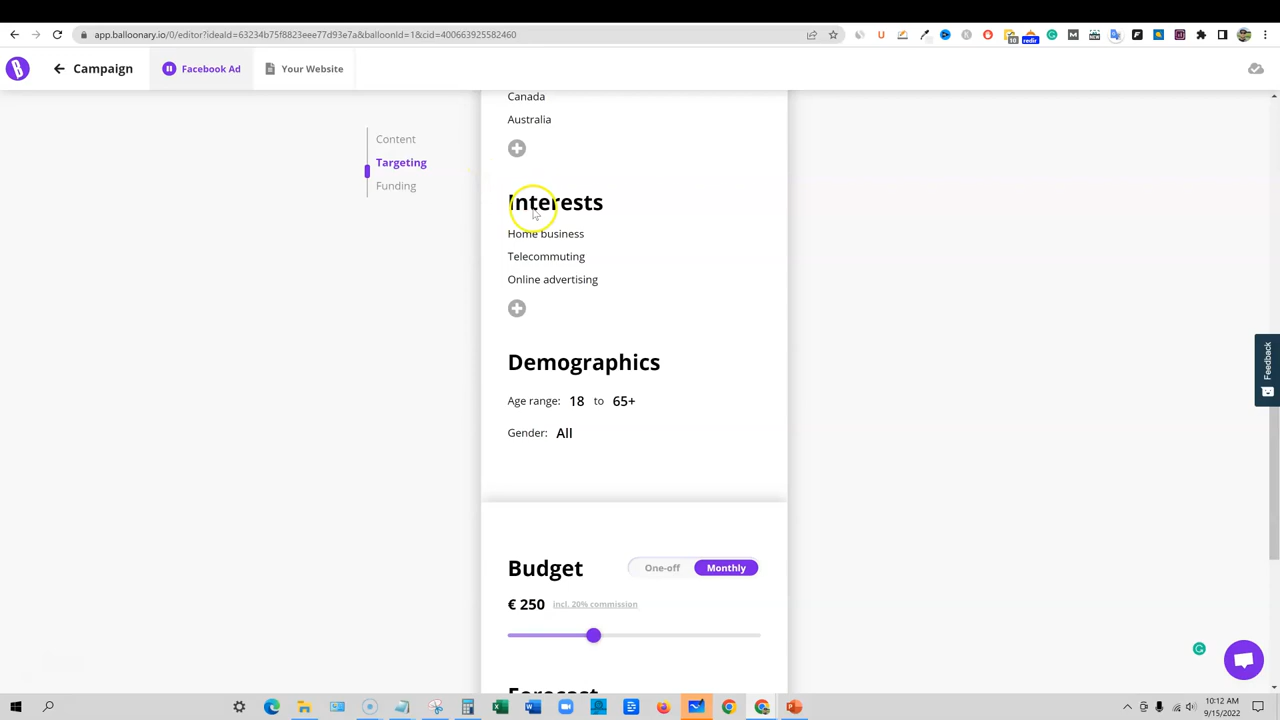 app.balloonary.io/0/editor?ideaId=63234b75f8823eee77d93e7a&balloonId=1&cid=400663925582460
Campaign
Facebook Ad
Your Website
Content
Targeting
Funding
Canada
Australia
Interests
Home business
Telecommuting
Online advertising
Demographics
Age range: 18 to 65+
Gender: All
Budget
One-off
Monthly
€ 250 incl. 20% commission
Forecast
Feedback
10:12 AM
9/15/2022